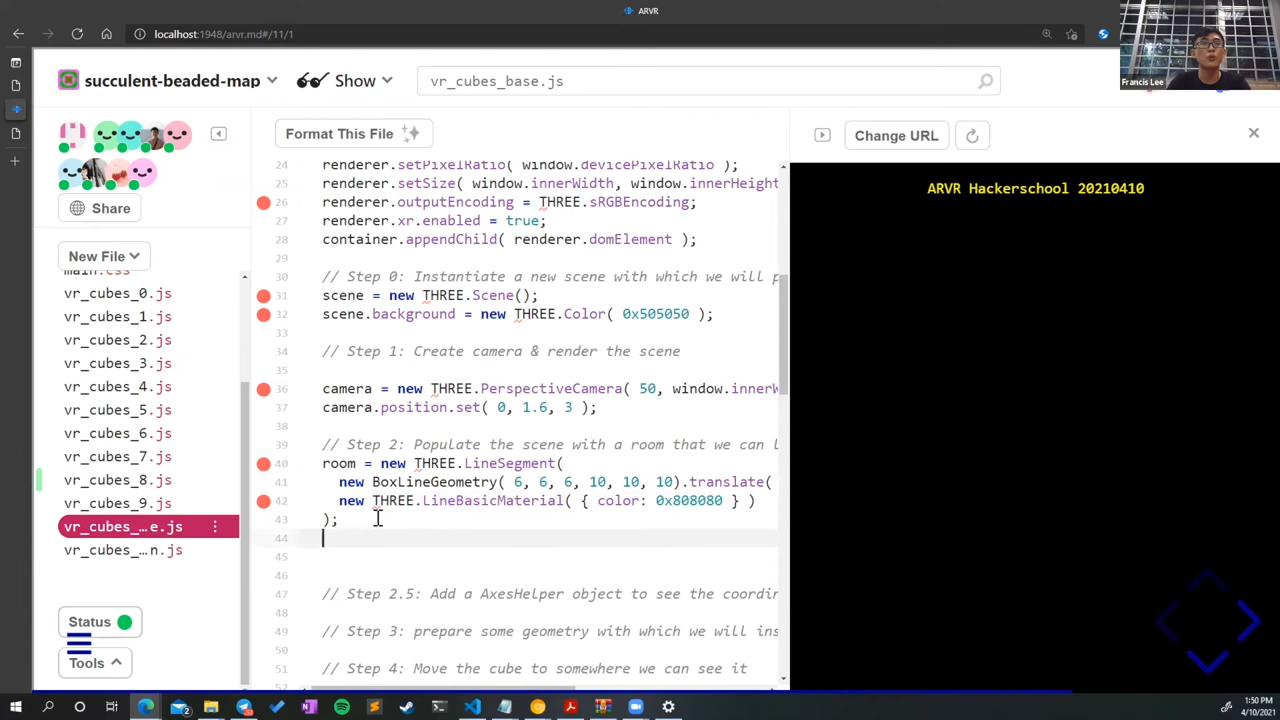 ARVR
localhost:1948/arvr.md#/11/1
Francis Lee
succulent-beaded-map
Show
vr_cubes_base.js
Format This File
Change URL
Share
New File
main.css
vr_cubes_0.js
vr_cubes_1.js
vr_cubes_2.js
vr_cubes_3.js
vr_cubes_4.js
vr_cubes_5.js
vr_cubes_6.js
vr_cubes_7.js
vr_cubes_8.js
vr_cubes_9.js
vr_cubes_...e.js
vr_cubes_...n.js
Status
Tools
24 renderer.setPixelRatio( window.devicePixelRatio );
25 renderer.setSize( window.innerWidth, window.innerHeight
26 renderer.outputEncoding = THREE.sRGBEncoding;
27 renderer.xr.enabled = true;
28 container.appendChild( renderer.domElement );
29
30 // Step 0: Instantiate a new scene with which we will p
31 scene = new THREE.Scene();
32 scene.background = new THREE.Color( 0x505050 );
33
34 // Step 1: Create camera & render the scene
35
36 camera = new THREE.PerspectiveCamera( 50, window.innerW
37 camera.position.set( 0, 1.6, 3 );
38
39 // Step 2: Populate the scene with a room that we can l
40 room = new THREE.LineSegment(
41 new BoxLineGeometry( 6, 6, 6, 10, 10, 10).translate(
42 new THREE.LineBasicMaterial( { color: 0x808080 } )
43 );
44
45
46
47 // Step 2.5: Add a AxesHelper object to see the coordin
48
49 // Step 3: prepare some geometry with which we will ins
50
51 // Step 4: Move the cube to somewhere we can see it
52
ARVR Hackerschool 20210410
1:50 PM
4/10/2021